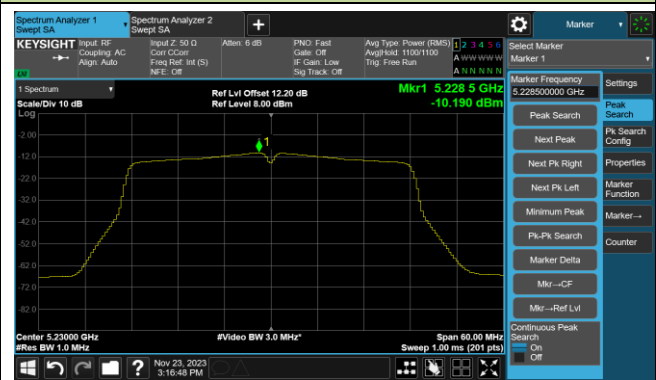 Spectrum Analyzer 1
Swept SA
Spectrum Analyzer 2
Swept SA
Marker
KEYSIGHT
Input: RF
Coupling: AC
Align: Auto
Input Z: 50 Ω
Corr CCorr
Freq Ref: Int (S)
NFE: Off
Atten: 6 dB
PNO: Fast
Gate: Off
IF Gain: Low
Sig Track: Off
Avg Type: Power (RMS)
Avg|Hold: 1100/1100
Trig: Free Run
1 2 3 4 5 6
A W W W W W
A N N N N N
LXI
Select Marker
Marker 1
1 Spectrum
Scale/Div 10 dB
Log
Ref Lvl Offset 12.20 dB
Ref Level 8.00 dBm
Mkr1 5.228 5 GHz
-10.190 dBm
1
-2.00
-12.0
-22.0
-32.0
-42.0
-52.0
-62.0
-72.0
-82.0
Center 5.23000 GHz
#Res BW 1.0 MHz
#Video BW 3.0 MHz*
Span 60.00 MHz
Sweep 1.00 ms (201 pts)
Marker Frequency
5.228500000 GHz
Peak Search
Next Peak
Next Pk Right
Next Pk Left
Minimum Peak
Pk-Pk Search
Marker Delta
Mkr→CF
Mkr→Ref Lvl
Continuous Peak
Search
On
Off
Settings
Peak
Search
Pk Search
Config
Properties
Marker
Function
Marker→
Counter
Nov 23, 2023
3:16:48 PM